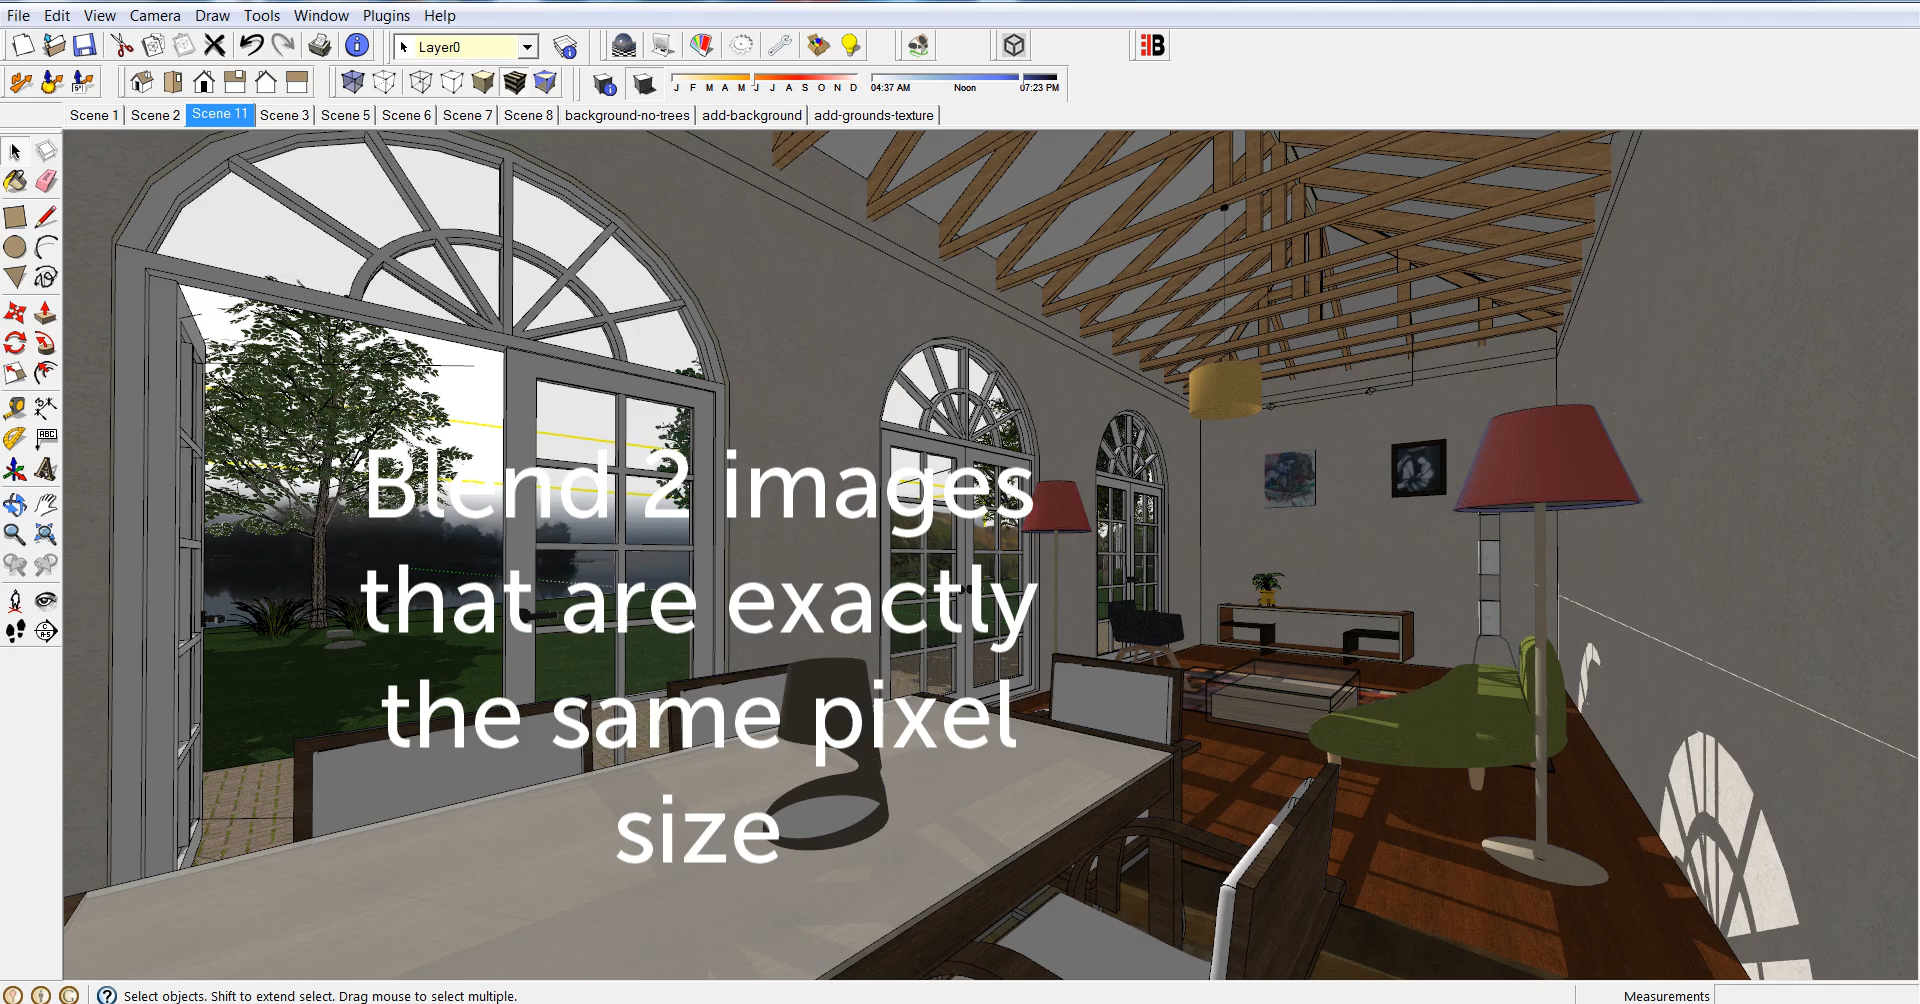 File Edit View Camera Draw Tools Window Plugins Help
Layer0
J F M A M J J A S O N D 04:37 AM Noon 07:23 PM
Scene 1 Scene 2 Scene 11 Scene 3 Scene 5 Scene 6 Scene 7 Scene 8 background-no-trees add-background add-grounds-texture
ABC
Blend 2 images
that are exactly
the same pixel
size
Select objects. Shift to extend select. Drag mouse to select multiple. Measurements